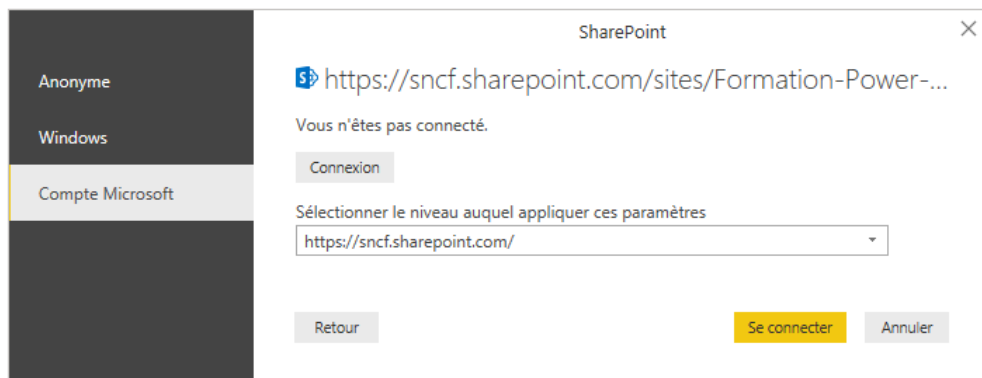 SharePoint
Anonyme
Windows
Compte Microsoft
https://sncf.sharepoint.com/sites/Formation-Power-...
Vous n'êtes pas connecté.
Connexion
Sélectionner le niveau auquel appliquer ces paramètres
https://sncf.sharepoint.com/
Retour
Se connecter
Annuler